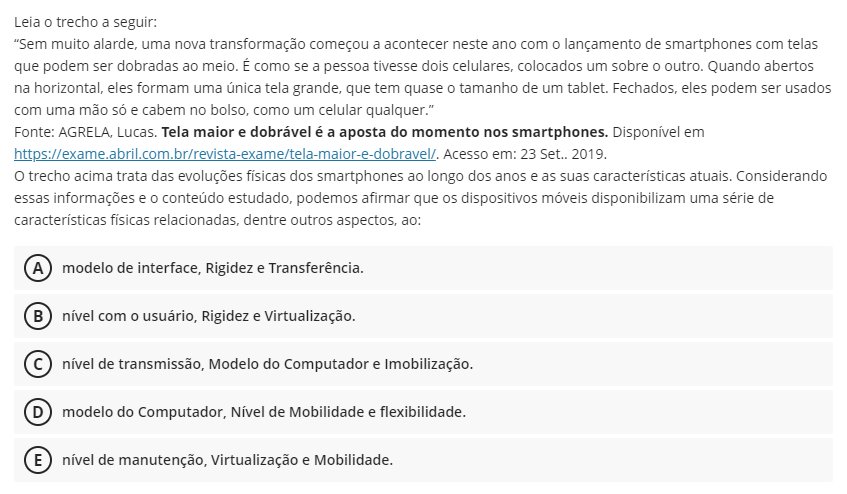 Leia o trecho a seguir:
“Sem muito alarde, uma nova transformação começou a acontecer neste ano com o lançamento de smartphones com telas
que podem ser dobradas ao meio. É como se a pessoa tivesse dois celulares, colocados um sobre o outro. Quando abertos
na horizontal, eles formam uma única tela grande, que tem quase o tamanho de um tablet. Fechados, eles podem ser usados
com uma mão só e cabem no bolso, como um celular qualquer.”
Fonte: AGRELA, Lucas. Tela maior e dobrável é a aposta do momento nos smartphones. Disponível em
https://exame.abril.com.br/revista-exame/tela-maior-e-dobravel/. Acesso em: 23 Set.. 2019.
O trecho acima trata das evoluções físicas dos smartphones ao longo dos anos e as suas características atuais. Considerando
essas informações e o conteúdo estudado, podemos afirmar que os dispositivos móveis disponibilizam uma série de
características físicas relacionadas, dentre outros aspectos, ao:
A modelo de interface, Rigidez e Transferência.
B nível com o usuário, Rigidez e Virtualização.
C nível de transmissão, Modelo do Computador e Imobilização.
D modelo do Computador, Nível de Mobilidade e flexibilidade.
E nível de manutenção, Virtualização e Mobilidade.